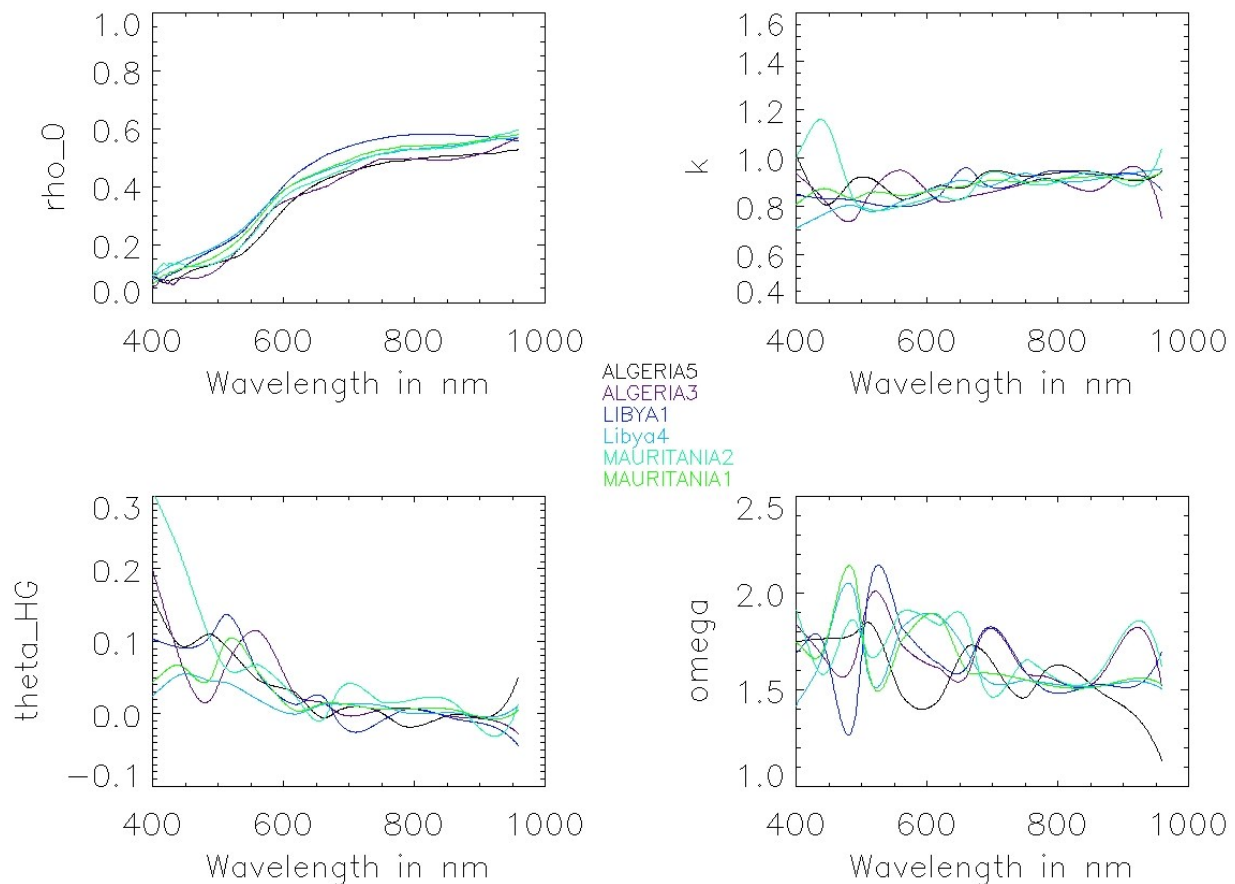 1.0
0.8
0.6
0.4
0.2
0.0
rho_0
400 600 800 1000
Wavelength in nm
1.6
1.4
1.2
1.0
0.8
0.6
0.4
k
400 600 800 1000
Wavelength in nm
ALGERIA5
ALGERIA3
LIBYA1
Libya4
MAURITANIA2
MAURITANIA1
0.3
0.2
0.1
0.0
−0.1
theta_HG
400 600 800 1000
Wavelength in nm
2.5
2.0
1.5
1.0
omega
400 600 800 1000
Wavelength in nm